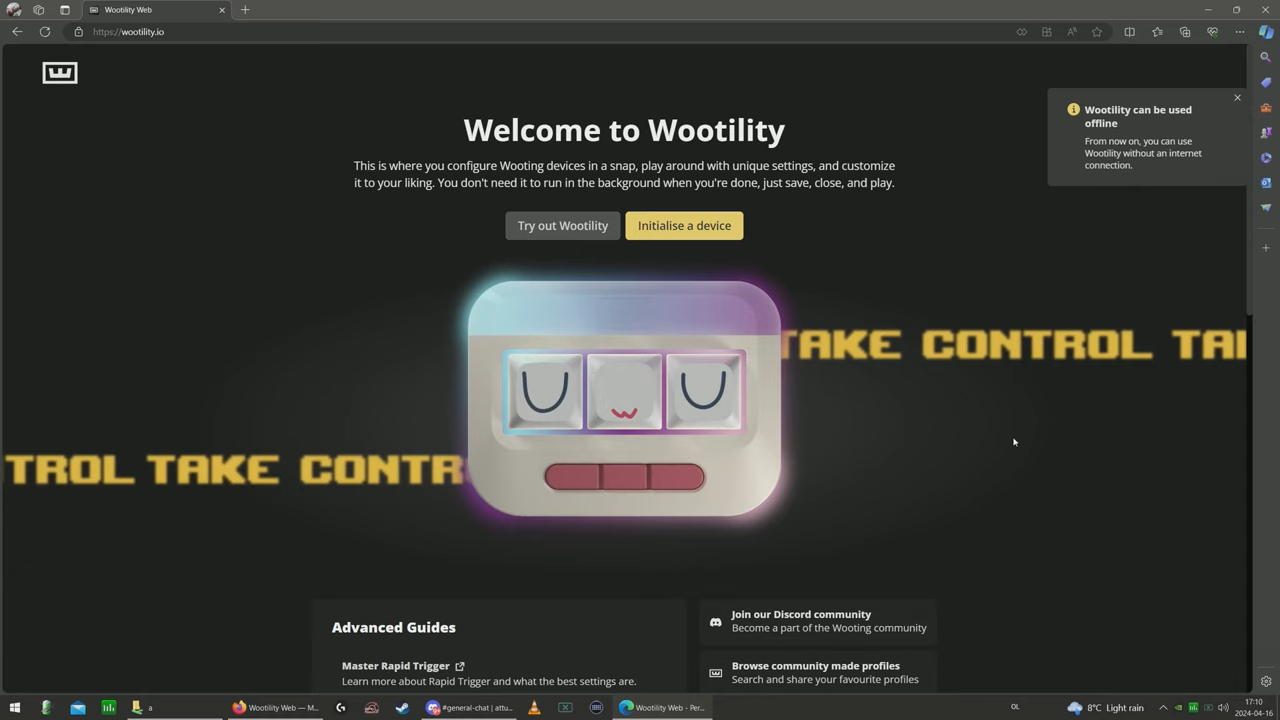 Wootility Web
https://wootility.io
Wootility can be used
offline
From now on, you can use
Wootility without an internet
connection.
Welcome to Wootility
This is where you configure Wooting devices in a snap, play around with unique settings, and customize
it to your liking. You don't need it to run in the background when you're done, just save, close, and play.
Try out Wootility
Initialise a device
TAKE CONTROL TAI
TROL TAKE CONTR
Advanced Guides
Master Rapid Trigger
Learn more about Rapid Trigger and what the best settings are.
Join our Discord community
Become a part of the Wooting community
Browse community made profiles
Search and share your favourite profiles
a
Wootility Web — M...
#general-chat | attu...
Wootility Web - Per...
OL
8°C Light rain
17:10
2024-04-16